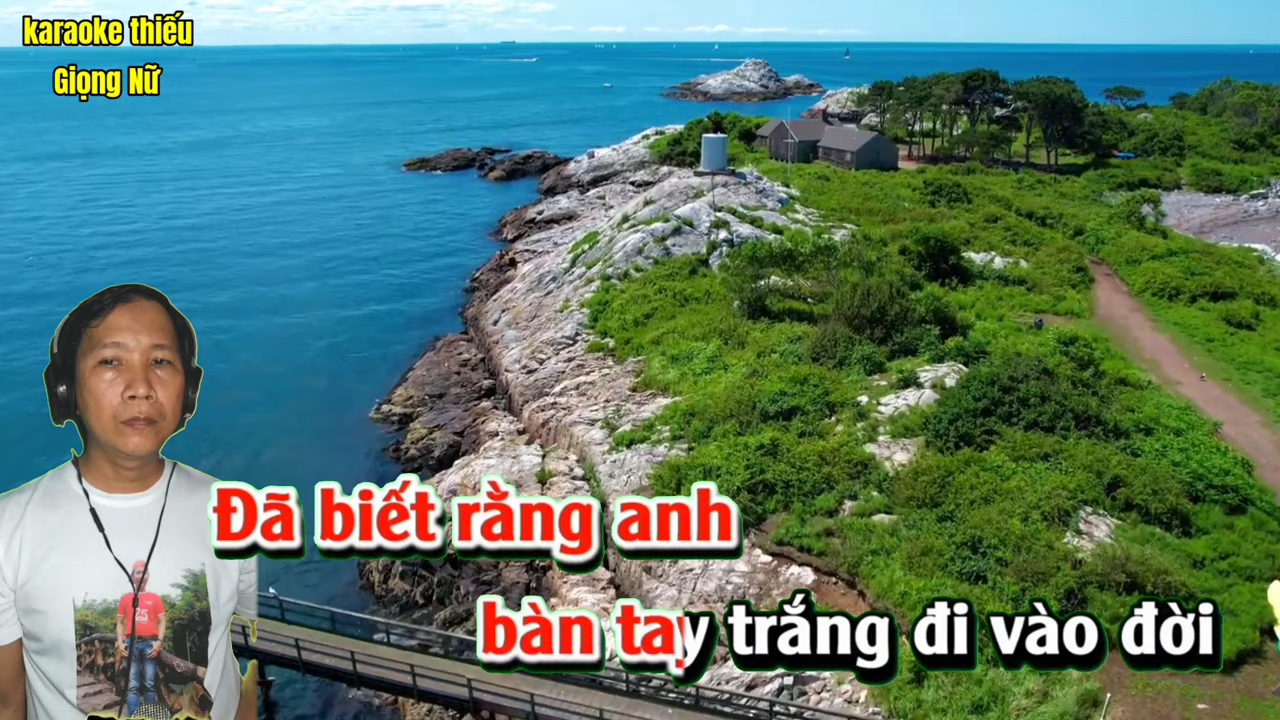 karaoke thiếu
Giọng Nữ
Đã biết rằng anh
bàn tay trắng đi vào đời